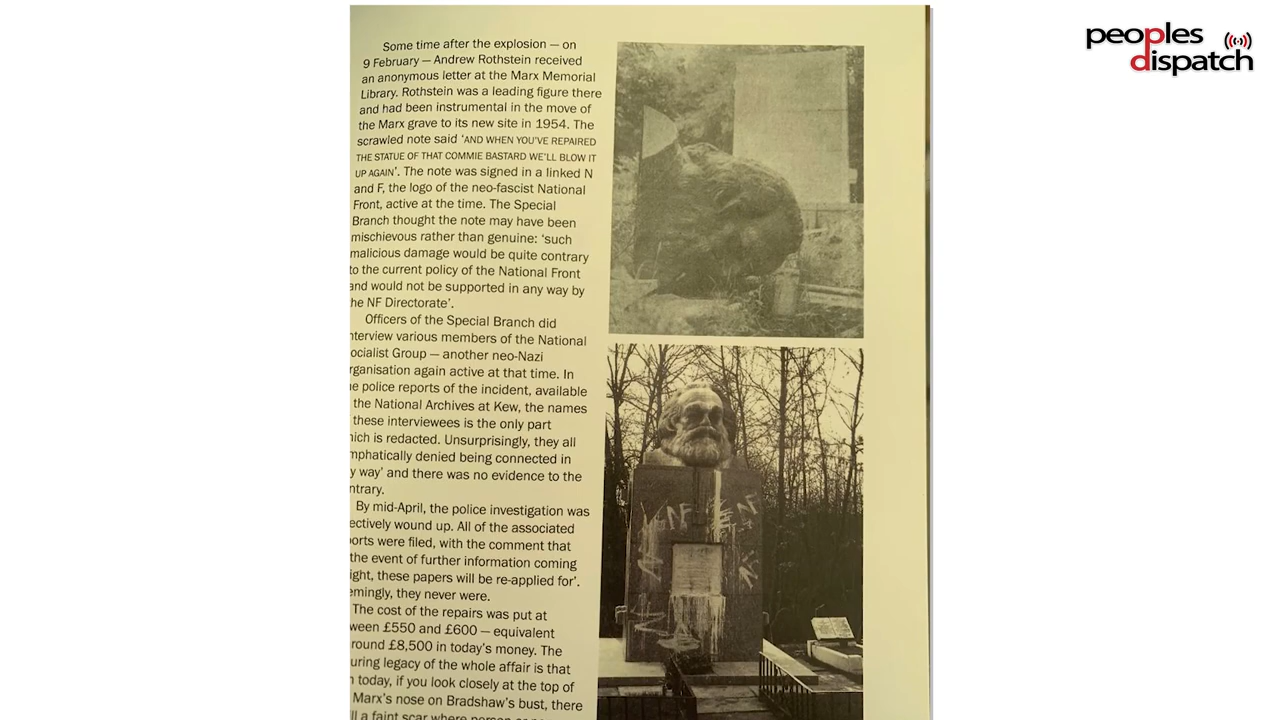 peoples
dispatch
Some time after the explosion — on
9 February — Andrew Rothstein received
an anonymous letter at the Marx Memorial
Library. Rothstein was a leading figure there
and had been instrumental in the move of
the Marx grave to its new site in 1954. The
scrawled note said ‘AND WHEN YOU’VE REPAIRED
THE STATUE OF THAT COMMIE BASTARD WE’LL BLOW IT
UP AGAIN’. The note was signed in a linked N
and F, the logo of the neo-fascist National
Front, active at the time. The Special
Branch thought the note may have been
mischievous rather than genuine: ‘such
malicious damage would be quite contrary
to the current policy of the National Front
and would not be supported in any way by
he NF Directorate’.
Officers of the Special Branch did
nterview various members of the National
ocialist Group — another neo-Nazi
rganisation again active at that time. In
e police reports of the incident, available
the National Archives at Kew, the names
these interviewees is the only part
hich is redacted. Unsurprisingly, they all
mphatically denied being connected in
y way’ and there was no evidence to the
ntrary.
By mid-April, the police investigation was
ectively wound up. All of the associated
orts were filed, with the comment that
the event of further information coming
ight, these papers will be re-applied for’.
emingly, they never were.
The cost of the repairs was put at
ween £550 and £600 — equivalent
round £8,500 in today’s money. The
uring legacy of the whole affair is that
n today, if you look closely at the top of
Marx’s nose on Bradshaw’s bust, there
ll a faint scar where